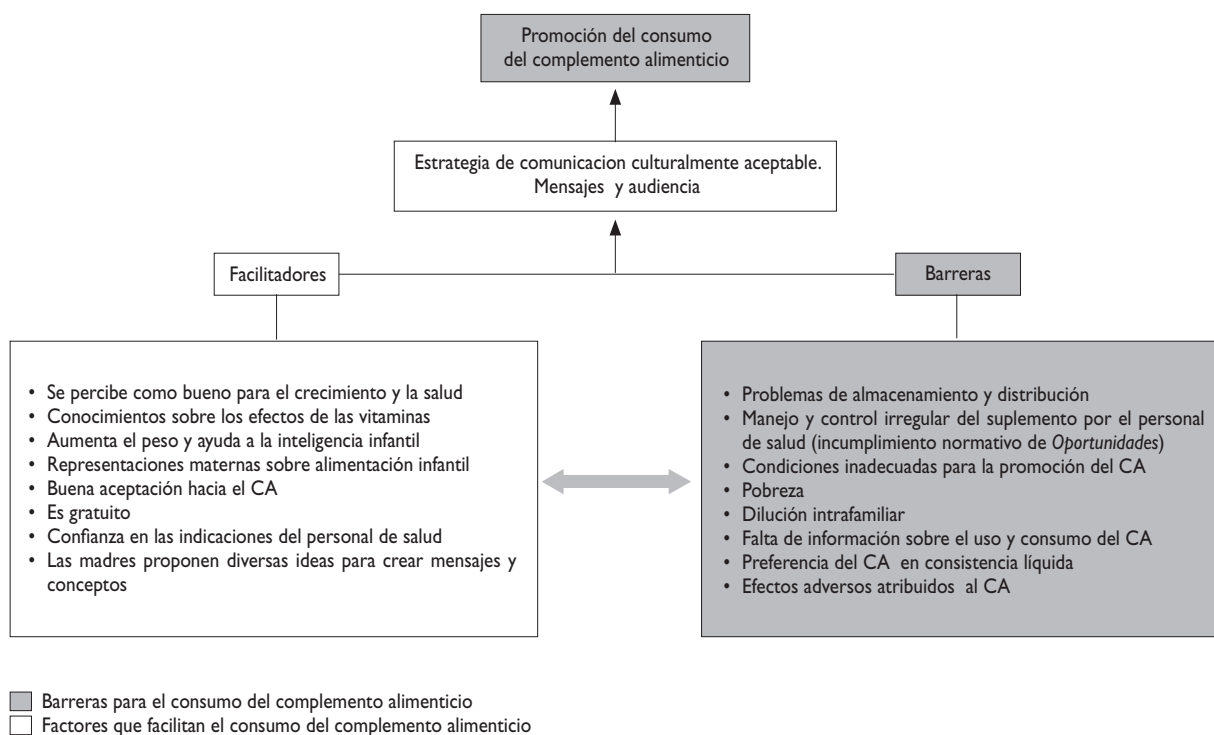 Promoción del consumo
del complemento alimenticio
Estrategia de comunicacion culturalmente aceptable.
Mensajes y audiencia
Facilitadores
Barreras
• Se percibe como bueno para el crecimiento y la salud
• Conocimientos sobre los efectos de las vitaminas
• Aumenta el peso y ayuda a la inteligencia infantil
• Representaciones maternas sobre alimentación infantil
• Buena aceptación hacia el CA
• Es gratuito
• Confianza en las indicaciones del personal de salud
• Las madres proponen diversas ideas para crear mensajes y
conceptos
• Problemas de almacenamiento y distribución
• Manejo y control irregular del suplemento por el personal
de salud (incumplimiento normativo de Oportunidades)
• Condiciones inadecuadas para la promoción del CA
• Pobreza
• Dilución intrafamiliar
• Falta de información sobre el uso y consumo del CA
• Preferencia del CA en consistencia líquida
• Efectos adversos atribuidos al CA
Barreras para el consumo del complemento alimenticio
Factores que facilitan el consumo del complemento alimenticio